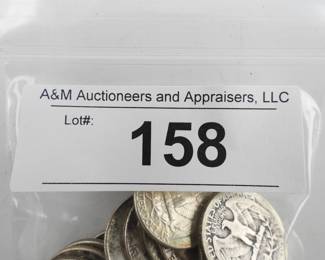 A&M Auctioneers and Appraisers, LLC
Lot#:
158